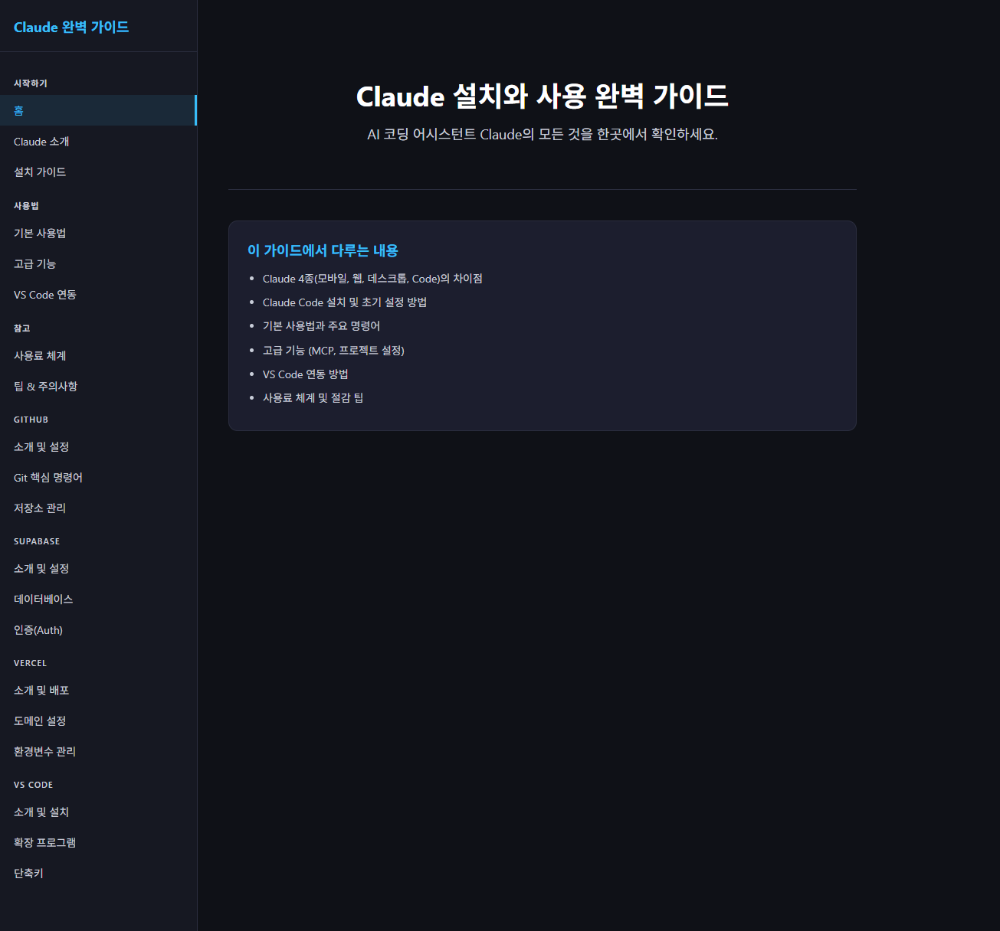 Claude 완벽 가이드
시작하기
홈
Claude 소개
설치 가이드
사용법
기본 사용법
고급 기능
VS Code 연동
참고
사용료 체계
팁 & 주의사항
GITHUB
소개 및 설정
Git 핵심 명령어
저장소 관리
SUPABASE
소개 및 설정
데이터베이스
인증(Auth)
VERCEL
소개 및 배포
도메인 설정
환경변수 관리
VS CODE
소개 및 설치
확장 프로그램
단축키
Claude 설치와 사용 완벽 가이드
AI 코딩 어시스턴트 Claude의 모든 것을 한곳에서 확인하세요.
이 가이드에서 다루는 내용
• Claude 4종(모바일, 웹, 데스크톱, Code)의 차이점
• Claude Code 설치 및 초기 설정 방법
• 기본 사용법과 주요 명령어
• 고급 기능 (MCP, 프로젝트 설정)
• VS Code 연동 방법
• 사용료 체계 및 절감 팁